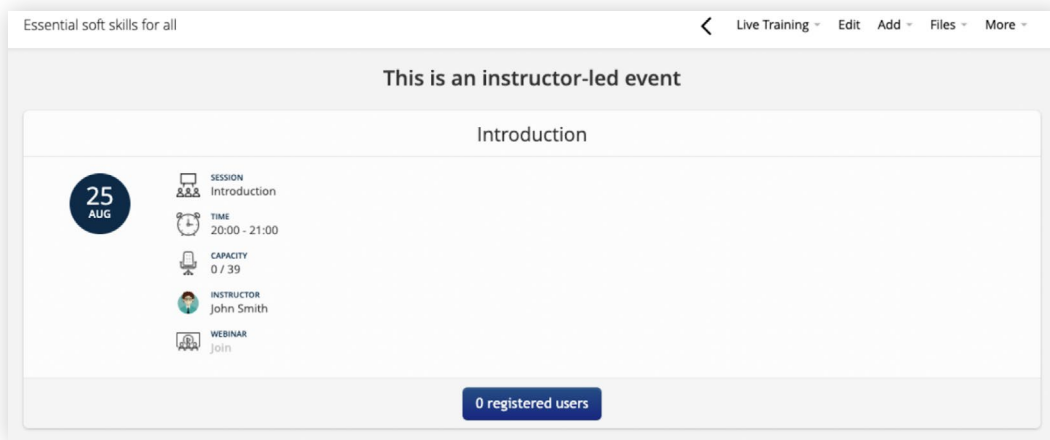 Essential soft skills for all
Live Training Edit Add Files More
This is an instructor-led event
Introduction
25
AUG
SESSION
Introduction
TIME
20:00 - 21:00
CAPACITY
0 / 39
INSTRUCTOR
John Smith
WEBINAR
Join
0 registered users